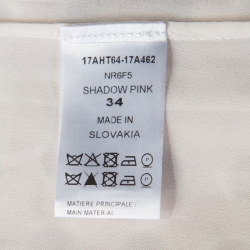 17AHT64-17A462
NR6F5
SHADOW PINK
34
MADE IN
SLOVAKIA
MATIERE PRINCIPALE :
MAIN MATERIAL